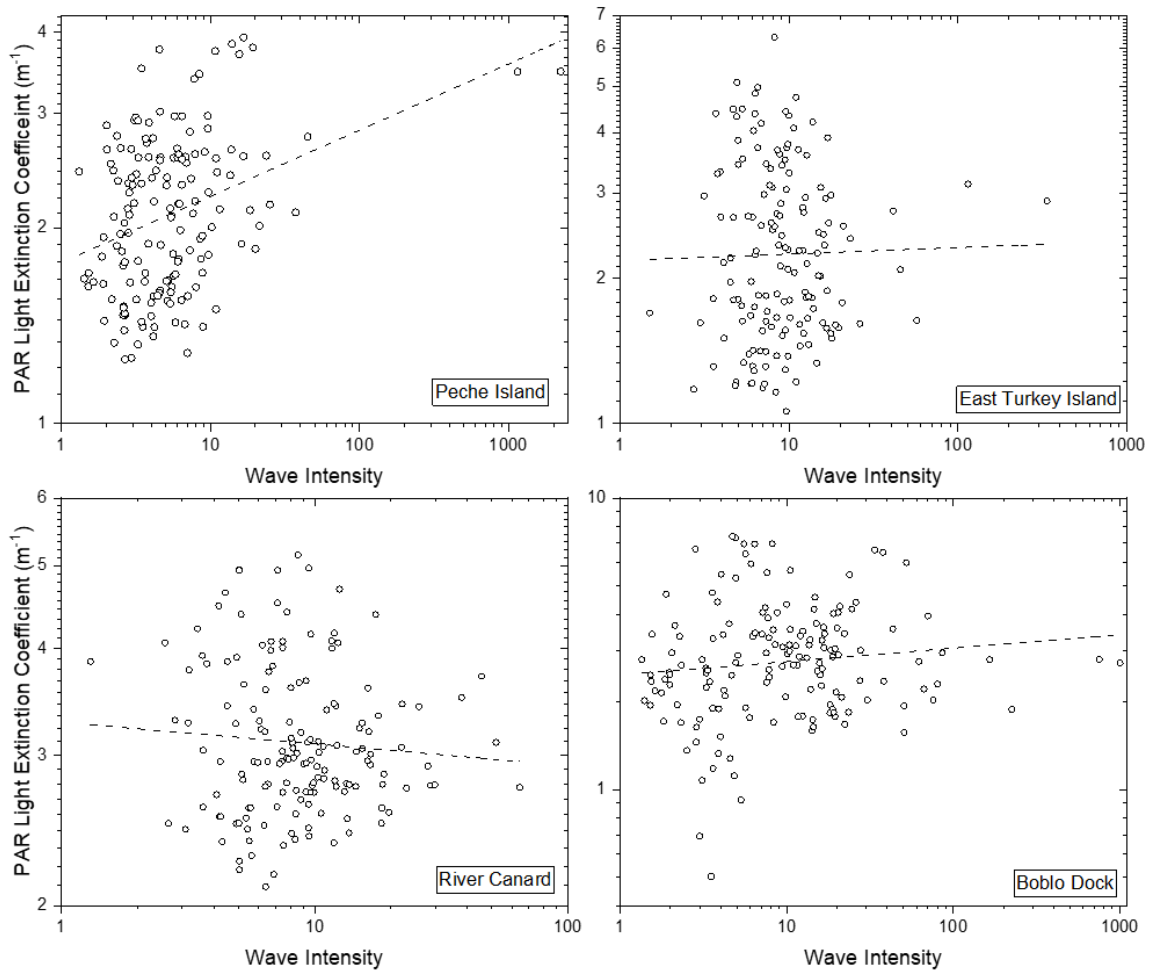 4
3
2
1
PAR Light Extinction Coefficeint (m-1)
Peche Island
1 10 100 1000
Wave Intensity
7
6
5
4
3
2
1
East Turkey Island
1 10 100 1000
Wave Intensity
6
5
4
3
2
PAR Light Extinction Coefficient (m-1)
River Canard
1 10 100
Wave Intensity
10
1
Boblo Dock
1 10 100 1000
Wave Intensity